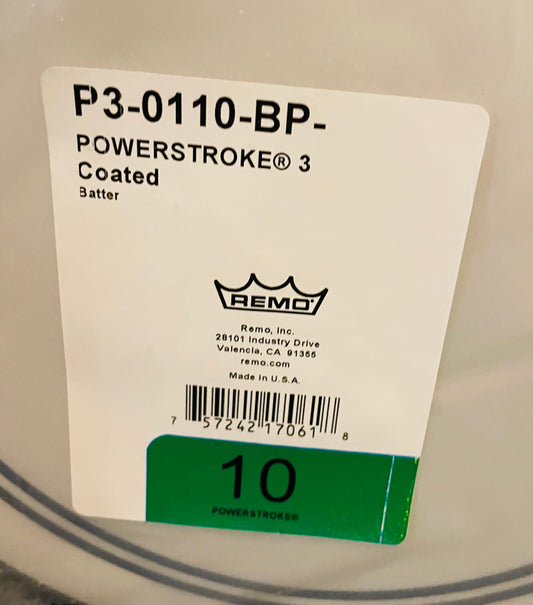 P3-0110-BP-
POWERSTROKE® 3
Coated
Batter
REMO
Remo, Inc.
28101 Industry Drive
Valencia, CA 91355
remo.com
Made In U.S.A.
7 57242 17061 8
10
POWERSTROKE®